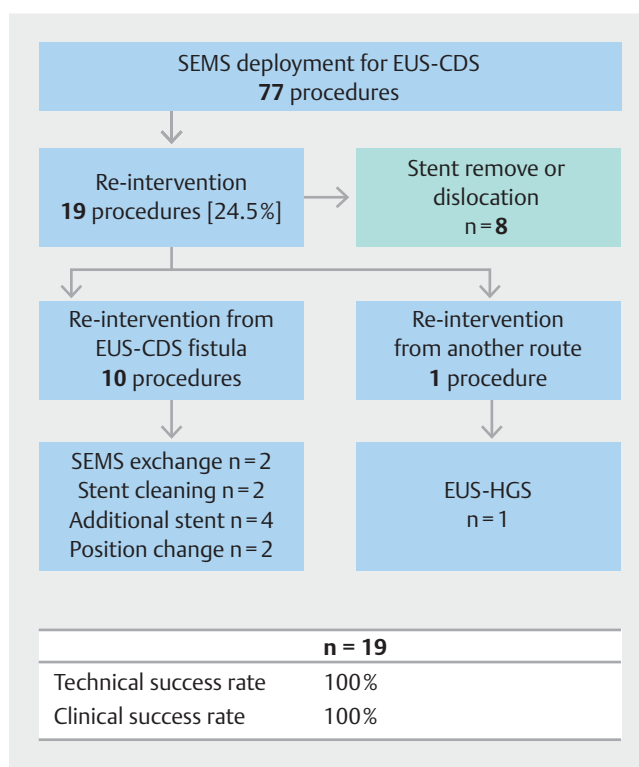 SEMS deployment for EUS-CDS
77 procedures
Re-intervention
19 procedures [24.5%]
Stent remove or
dislocation
n=8
Re-intervention from
EUS-CDS fistula
10 procedures
Re-intervention
from another route
1 procedure
SEMS exchange n=2
Stent cleaning n=2
Additional stent n=4
Position change n=2
EUS-HGS
n=1
n = 19
Technical success rate 100%
Clinical success rate 100%